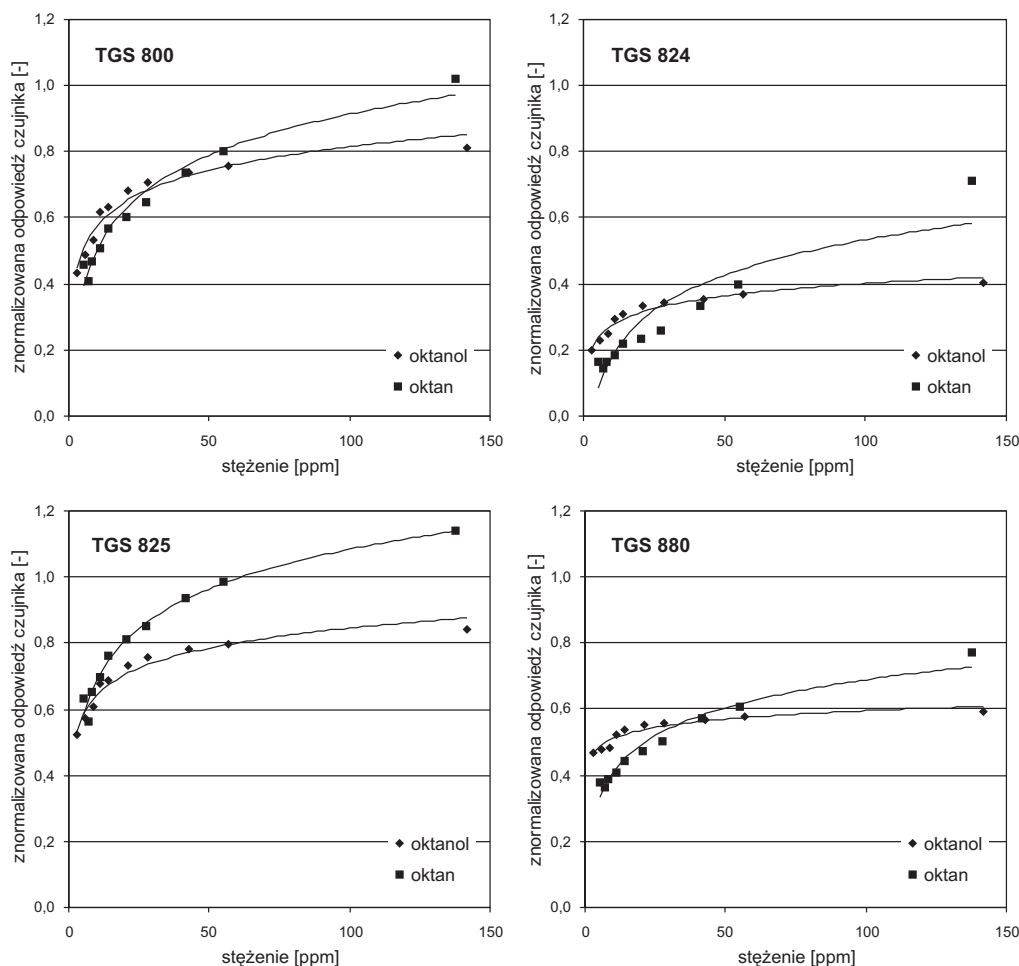 TGS 800
znormalizowana odpowiedź czujnika [-]
1,2
1,0
0,8
0,6
0,4
0,2
0,0
oktanol
oktan
0 50 100 150
stężenie [ppm]
TGS 824
znormalizowana odpowiedź czujnika [-]
1,2
1,0
0,8
0,6
0,4
0,2
0,0
oktanol
oktan
0 50 100 150
stężenie [ppm]
TGS 825
znormalizowana odpowiedź czujnika [-]
1,2
1,0
0,8
0,6
0,4
0,2
0,0
oktanol
oktan
0 50 100 150
stężenie [ppm]
TGS 880
znormalizowana odpowiedź czujnika [-]
1,2
1,0
0,8
0,6
0,4
0,2
0,0
oktanol
oktan
0 50 100 150
stężenie [ppm]